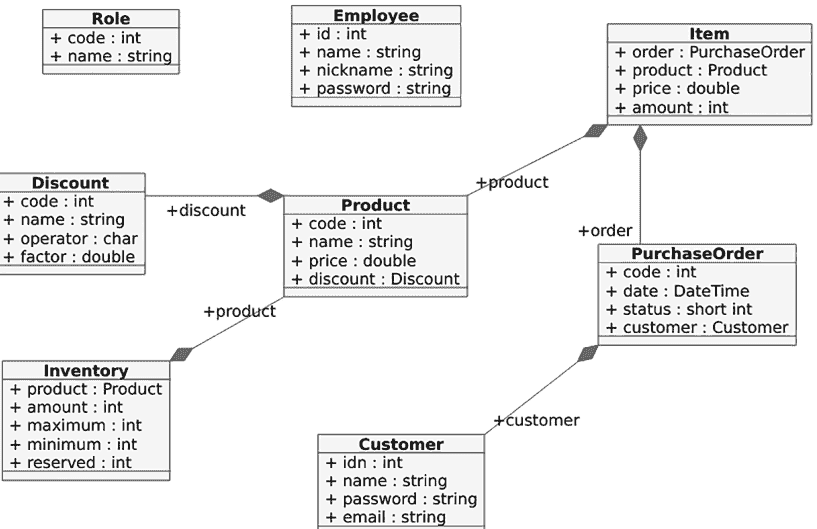 Role
+ code : int
+ name : string
Employee
+ id : int
+ name : string
+ nickname : string
+ password : string
Item
+ order : PurchaseOrder
+ product : Product
+ price : double
+ amount : int
Discount
+ code : int
+ name : string
+ operator : char
+ factor : double
+discount
+product
Product
+ code : int
+ name : string
+ price : double
+ discount : Discount
+order
PurchaseOrder
+ code : int
+ date : DateTime
+ status : short int
+ customer : Customer
+product
Inventory
+ product : Product
+ amount : int
+ maximum : int
+ minimum : int
+ reserved : int
+customer
Customer
+ idn : int
+ name : string
+ password : string
+ email : string